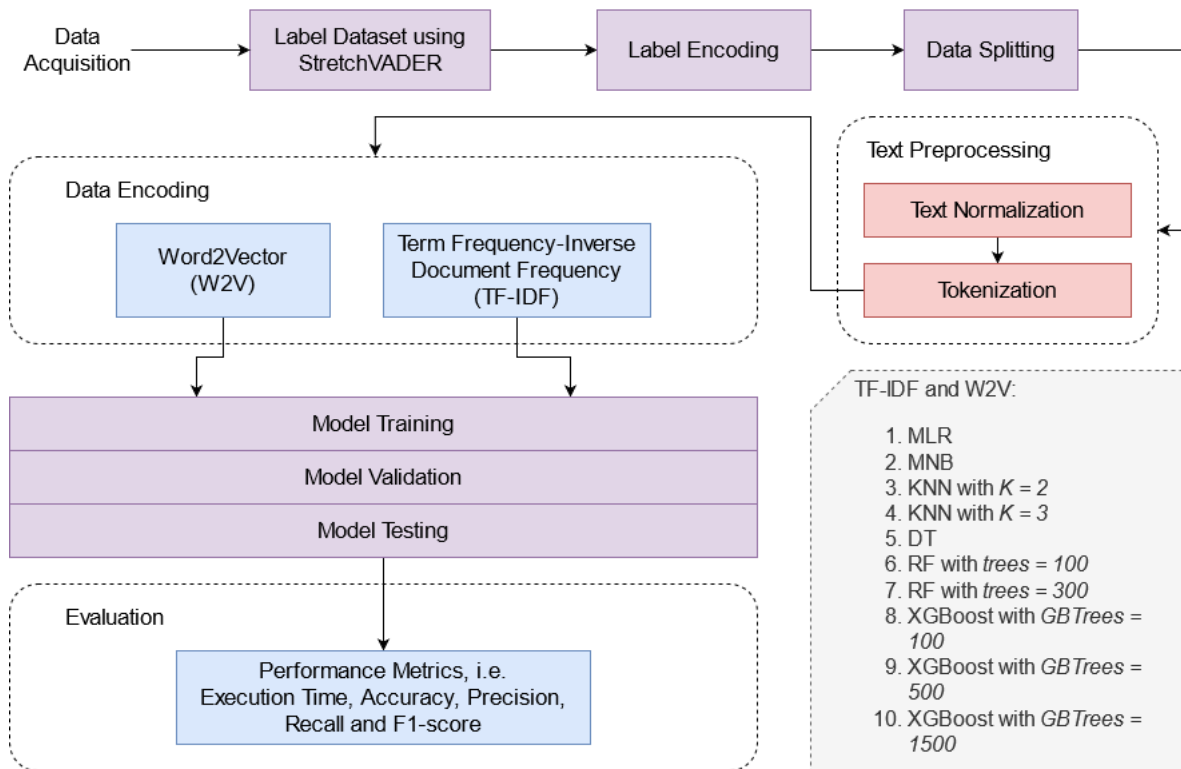 Data
Acquisition
Label Dataset using
StretchVADER
Label Encoding
Data Splitting
Text Preprocessing
Text Normalization
Tokenization
Data Encoding
Word2Vector
(W2V)
Term Frequency-Inverse
Document Frequency
(TF-IDF)
Model Training
Model Validation
Model Testing
Evaluation
Performance Metrics, i.e.
Execution Time, Accuracy, Precision,
Recall and F1-score
TF-IDF and W2V:
1. MLR
2. MNB
3. KNN with K = 2
4. KNN with K = 3
5. DT
6. RF with trees = 100
7. RF with trees = 300
8. XGBoost with GBTrees =
100
9. XGBoost with GBTrees =
500
10. XGBoost with GBTrees =
1500